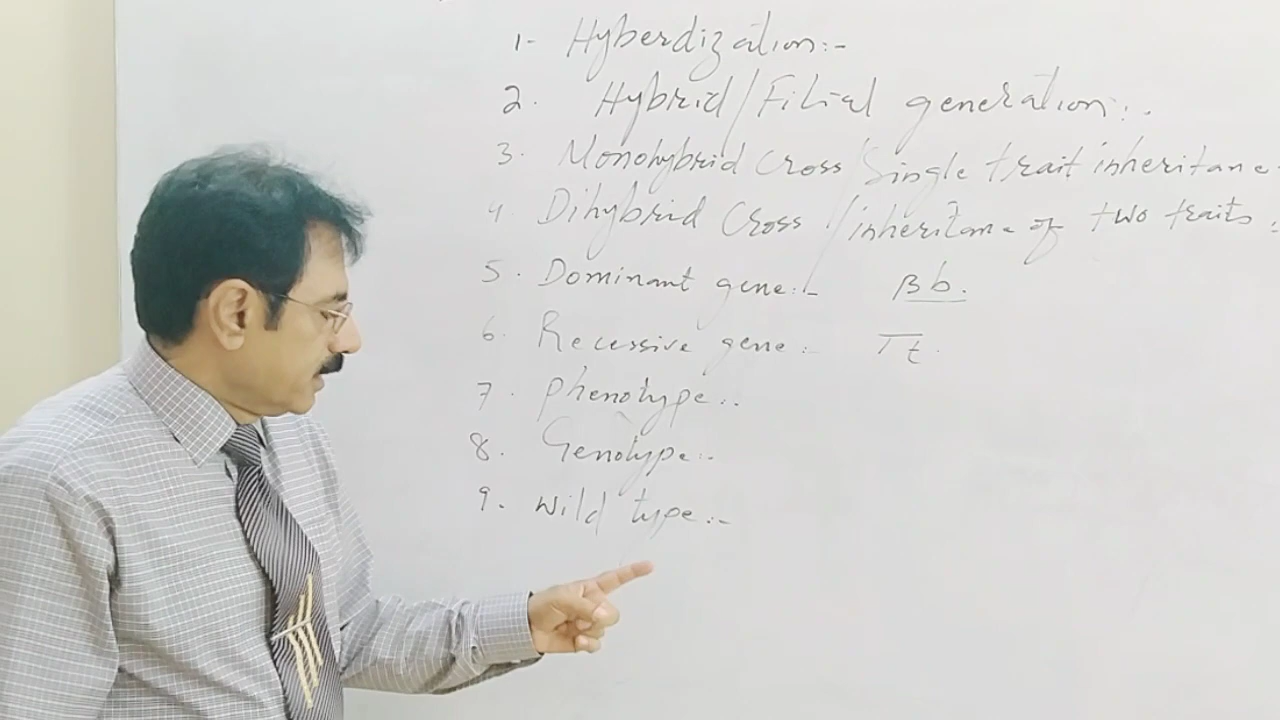 1- Hyberdization:-
2. Hybrid/Filial generation:.
3. Monohybrid Cross/Single trait inheritance
4. Dihybrid Cross/inheritance of two traits:
5. Dominant gene:- Bb.
6. Recessive gene: Tt.
7. Phenotype..
8. Genotype:-
9. Wild type:-